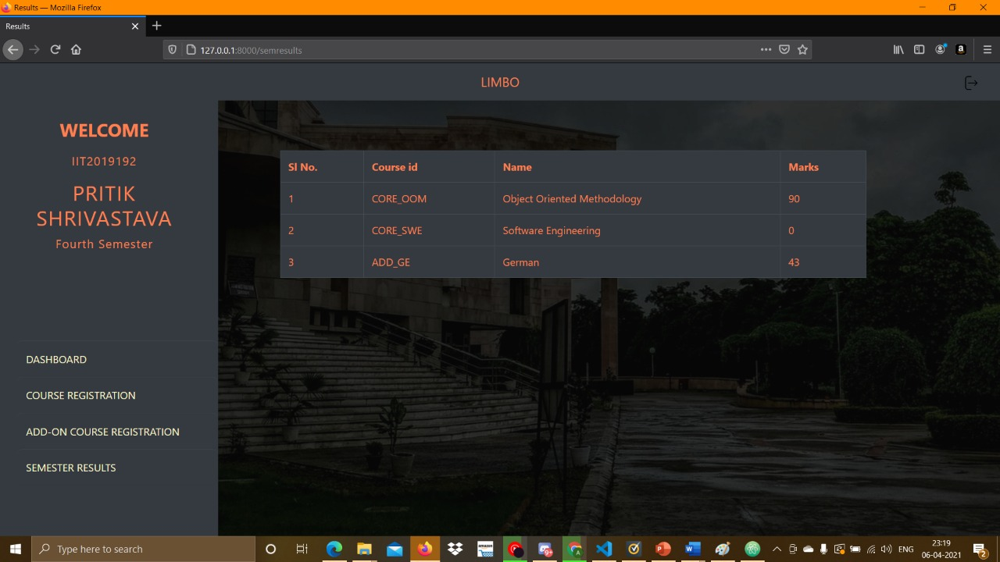 Results — Mozilla Firefox
Results
127.0.0.1:8000/semresults
LIMBO
WELCOME
IIT2019192
PRITIK
SHRIVASTAVA
Fourth Semester
DASHBOARD
COURSE REGISTRATION
ADD-ON COURSE REGISTRATION
SEMESTER RESULTS
Sl No. Course id Name Marks
1 CORE_OOM Object Oriented Methodology 90
2 CORE_SWE Software Engineering 0
3 ADD_GE German 43
Type here to search
ENG
23:19
06-04-2021
2